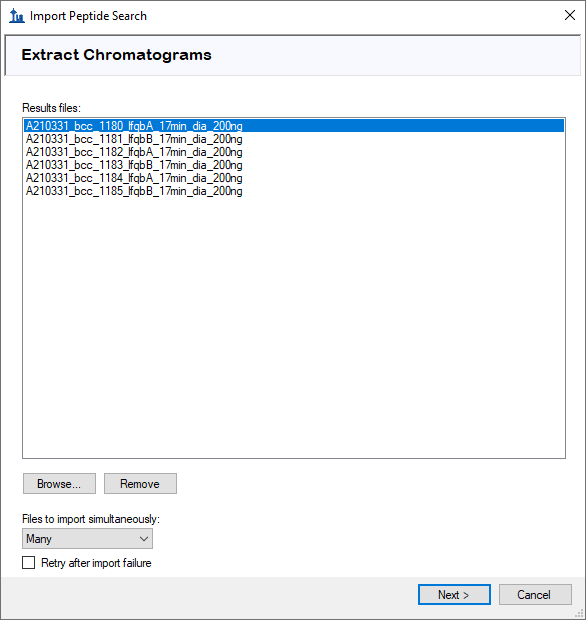 Import Peptide Search
Extract Chromatograms
Results files:
A210331_bcc_1180_lfqbA_17min_dia_200ng
A210331_bcc_1181_lfqbB_17min_dia_200ng
A210331_bcc_1182_lfqbA_17min_dia_200ng
A210331_bcc_1183_lfqbB_17min_dia_200ng
A210331_bcc_1184_lfqbA_17min_dia_200ng
A210331_bcc_1185_lfqbB_17min_dia_200ng
Browse... Remove
Files to import simultaneously:
Many
Retry after import failure
Next > Cancel